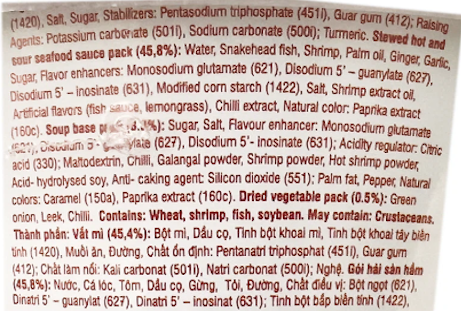 (1420), Salt, Sugar, Stabilizers: Pentasodium triphosphate (451i), Guar gum (412); Raising
Agents: Potassium carbonate (501i), Sodium carbonate (500i); Turmeric. Stewed hot and
sour seafood sauce pack (45,8%): Water, Snakehead fish, Shrimp, Palm oil, Ginger, Garlic,
Sugar, Flavor enhancers: Monosodium glutamate (621), Disodium 5' – guanylate (627),
Disodium 5' – inosinate (631), Modified corn starch (1422), Salt, Shrimp extract oil,
Artificial flavors (fish sauce, lemongrass), Chilli extract, Natural color: Paprika extract
(160c). Soup base Sugar, Salt, Flavour enhancer: Monosodium glutamate
(621), Disodium 5'– guanylate (627), Disodium 5'– inosinate (631); Acidity regulator: Citric
acid (330); Maltodextrin, Chilli, Galangal powder, Shrimp powder, Hot shrimp powder,
Acid- hydrolysed soy, Anti- caking agent: Silicon dioxide (551); Palm fat, Pepper, Natural
colors: Caramel (150a), Paprika extract (160c). Dried vegetable pack (0.5%): Green
onion, Leek, Chilli. Contains: Wheat, shrimp, fish, soybean. May contain: Crustaceans.
Thành phần: Vắt mì (45,4%): Bột mì, Dầu cọ, Tinh bột khoai mì, Tinh bột khoai tây biến
tính (1420), Muối ăn, Đường, Chất ổn định: Pentanatri triphosphat (451i), Guar gum
(412); Chất làm nổi: Kali carbonat (501i), Natri carbonat (500i); Nghệ. Gói hải sản hầm
(45,8%): Nước, Cá lóc, Tôm, Dầu cọ, Gừng, Tỏi, Đường, Chất điều vị: Bột ngọt (621),
Dinatri 5' – guanylat (627), Dinatri 5' – inosinat (631); Tinh bột bắp biến tính (1422),